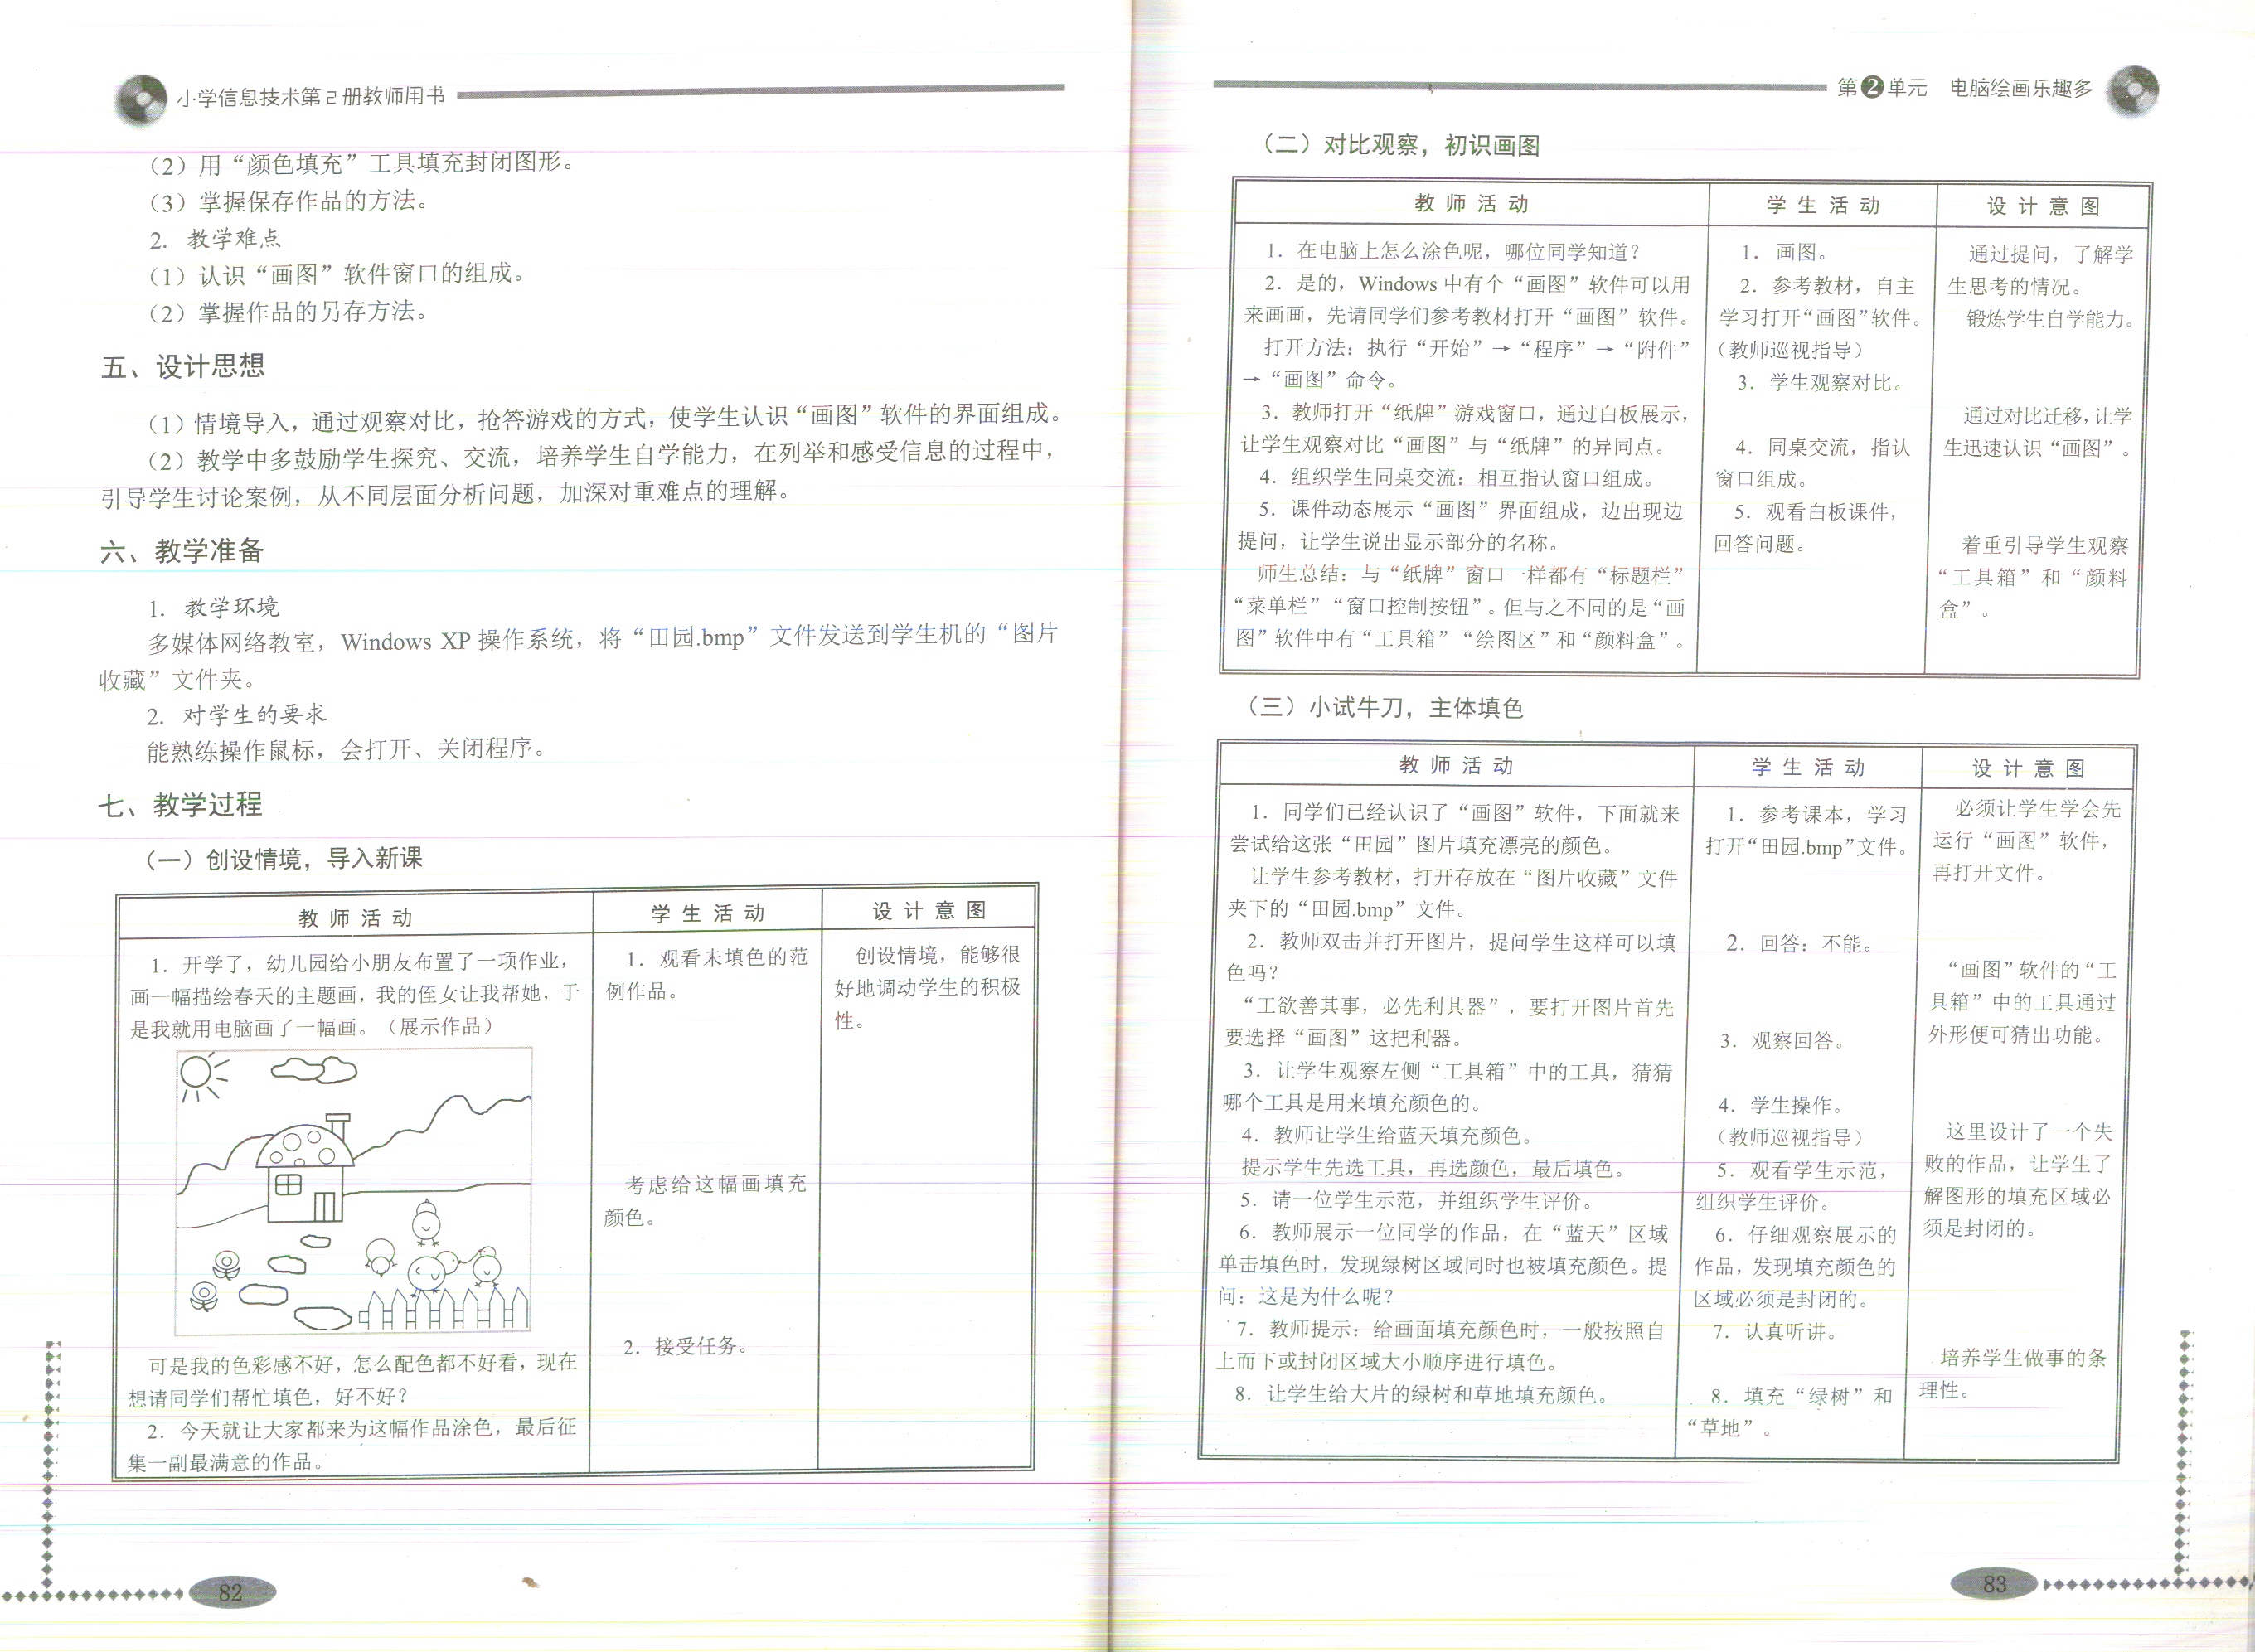 小学信息技术第2册教师用书
（2）用“颜色填充”工具填充封闭图形。
（3）掌握保存作品的方法。
2. 教学难点
（1）认识“画图”软件窗口的组成。
（2）掌握作品的另存方法。
五、设计思想
（1）情境导入，通过观察对比，抢答游戏的方式，使学生认识“画图”软件的界面组成。
（2）教学中多鼓励学生探究、交流，培养学生自学能力，在列举和感受信息的过程中，
引导学生讨论案例，从不同层面分析问题，加深对重难点的理解。
六、教学准备
1. 教学环境
多媒体网络教室，Windows XP 操作系统，将“田园.bmp”文件发送到学生机的“图片
收藏”文件夹。
2. 对学生的要求
能熟练操作鼠标，会打开、关闭程序。
七、教学过程
（一）创设情境，导入新课
教 师 活 动
1. 开学了，幼儿园给小朋友布置了一项作业，
画一幅描绘春天的主题画，我的侄女让我帮她，于
是我就用电脑画了一幅画。（展示作品）
可是我的色彩感不好，怎么配色都不好看，现在
想请同学们帮忙填色，好不好？
2. 今天就让大家都来为这幅作品涂色，最后征
集一副最满意的作品。
学 生 活 动
1. 观看未填色的范
例作品。
考虑给这幅画填充
颜色。
2. 接受任务。
设 计 意 图
创设情境，能够很
好地调动学生的积极
性。
82
第2单元 电脑绘画乐趣多
（二）对比观察，初识画图
教 师 活 动
1. 在电脑上怎么涂色呢，哪位同学知道？
2. 是的，Windows 中有个“画图”软件可以用
来画画，先请同学们参考教材打开“画图”软件。
打开方法：执行“开始”→“程序”→“附件”
→“画图”命令。
3. 教师打开“纸牌”游戏窗口，通过白板展示，
让学生观察对比“画图”与“纸牌”的异同点。
4. 组织学生同桌交流：相互指认窗口组成。
5. 课件动态展示“画图”界面组成，边出现边
提问，让学生说出显示部分的名称。
师生总结：与“纸牌”窗口一样都有“标题栏”
“菜单栏”“窗口控制按钮”。但与之不同的是“画
图”软件中有“工具箱”“绘图区”和“颜料盒”。
学 生 活 动
1. 画图。
2. 参考教材，自主
学习打开“画图”软件。
（教师巡视指导）
3. 学生观察对比。
4. 同桌交流，指认
窗口组成。
5. 观看白板课件，
回答问题。
设 计 意 图
通过提问，了解学
生思考的情况。
锻炼学生自学能力。
通过对比迁移，让学
生迅速认识“画图”。
着重引导学生观察
“工具箱”和“颜料
盒”。
（三）小试牛刀，主体填色
教 师 活 动
1. 同学们已经认识了“画图”软件，下面就来
尝试给这张“田园”图片填充漂亮的颜色。
让学生参考教材，打开存放在“图片收藏”文件
夹下的“田园.bmp”文件。
2. 教师双击并打开图片，提问学生这样可以填
色吗？
“工欲善其事，必先利其器”，要打开图片首先
要选择“画图”这把利器。
3. 让学生观察左侧“工具箱”中的工具，猜猜
哪个工具是用来填充颜色的。
4. 教师让学生给蓝天填充颜色。
提示学生先选工具，再选颜色，最后填色。
5. 请一位学生示范，并组织学生评价。
6. 教师展示一位同学的作品，在“蓝天”区域
单击填色时，发现绿树区域同时也被填充颜色。提
问：这是为什么呢？
7. 教师提示：给画面填充颜色时，一般按照自
上而下或封闭区域大小顺序进行填色。
8. 让学生给大片的绿树和草地填充颜色。
学 生 活 动
1. 参考课本，学习
打开“田园.bmp”文件。
2. 回答：不能。
3. 观察回答。
4. 学生操作。
（教师巡视指导）
5. 观看学生示范，
组织学生评价。
6. 仔细观察展示的
作品，发现填充颜色的
区域必须是封闭的。
7. 认真听讲。
8. 填充“绿树”和
“草地”。
设 计 意 图
必须让学生学会先
运行“画图”软件，
再打开文件。
“画图”软件的“工
具箱”中的工具通过
外形便可猜出功能。
这里设计了一个失
败的作品，让学生了
解图形的填充区域必
须是封闭的。
培养学生做事的条
理性。
83